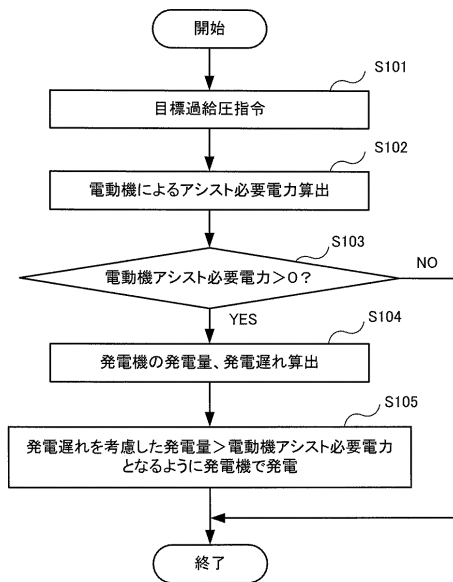 開始
S101
目標過給圧指令
S102
電動機によるアシスト必要電力算出
S103
電動機アシスト必要電力>0?
NO
YES
S104
発電機の発電量、発電遅れ算出
S105
発電遅れを考慮した発電量>電動機アシスト必要電力
となるように発電機で発電
終了